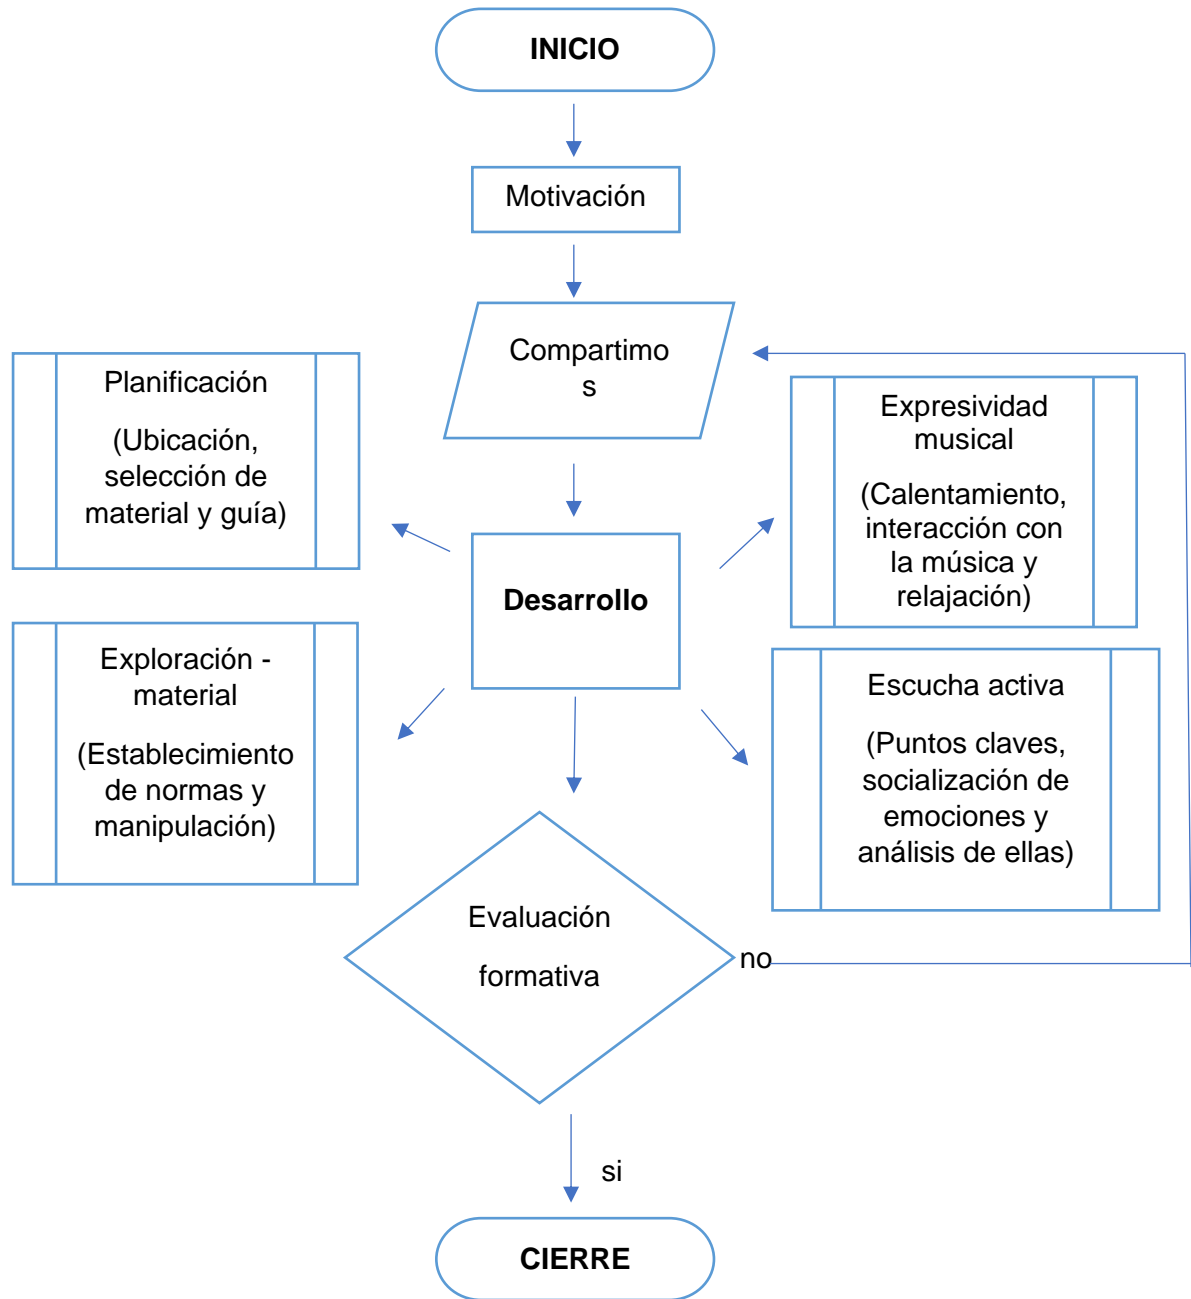 INICIO
Motivación
Compartimo
s
Planificación
(Ubicación,
selección de
material y guía)
Expresividad
musical
(Calentamiento,
interacción con
la música y
relajación)
Desarrollo
Exploración -
material
(Establecimiento
de normas y
manipulación)
Escucha activa
(Puntos claves,
socialización de
emociones y
análisis de ellas)
Evaluación
formativa
no
si
CIERRE